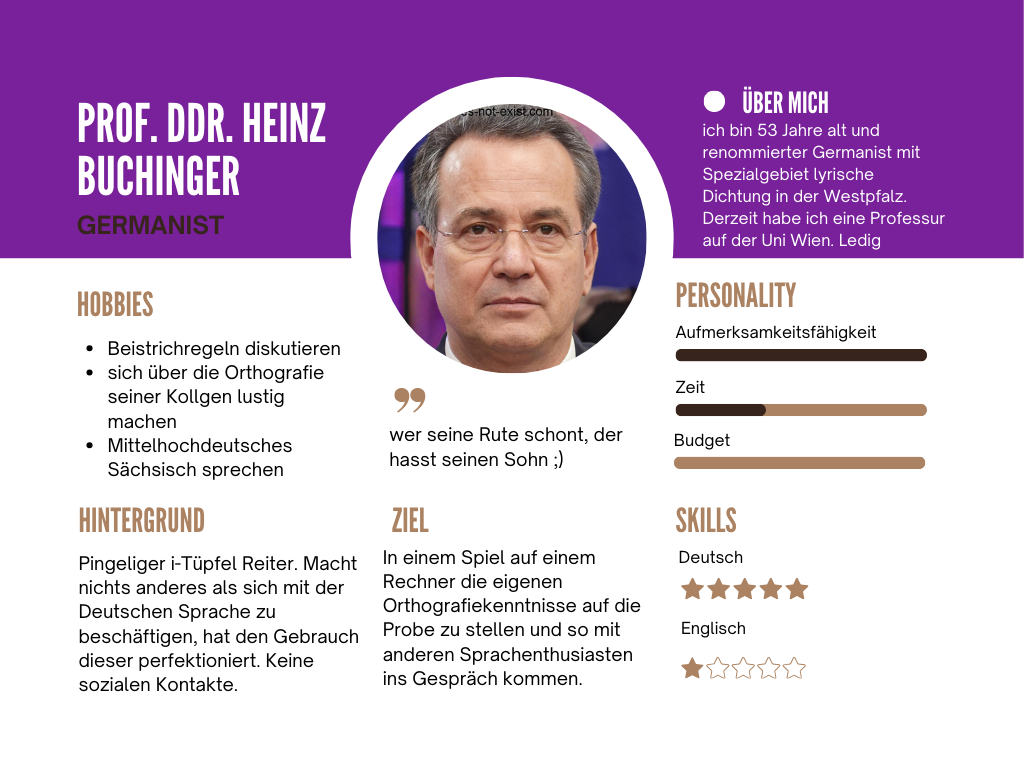 PROF. DDR. HEINZ
BUCHINGER
GERMANIST
s-not-exist.com
ÜBER MICH
ich bin 53 Jahre alt und
renommierter Germanist mit
Spezialgebiet lyrische
Dichtung in der Westpfalz.
Derzeit habe ich eine Professur
auf der Uni Wien. Ledig
HOBBIES
Beistrichregeln diskutieren
sich über die Orthografie
seiner Kollgen lustig
machen
Mittelhochdeutsches
Sächsisch sprechen
wer seine Rute schont, der
hasst seinen Sohn ;)
PERSONALITY
Aufmerksamkeitsfähigkeit
Zeit
Budget
HINTERGRUND
Pingeliger i-Tüpfel Reiter. Macht
nichts anderes als sich mit der
Deutschen Sprache zu
beschäftigen, hat den Gebrauch
dieser perfektioniert. Keine
sozialen Kontakte.
ZIEL
In einem Spiel auf einem
Rechner die eigenen
Orthografiekenntnisse auf die
Probe zu stellen und so mit
anderen Sprachenthusiasten
ins Gespräch kommen.
SKILLS
Deutsch
Englisch